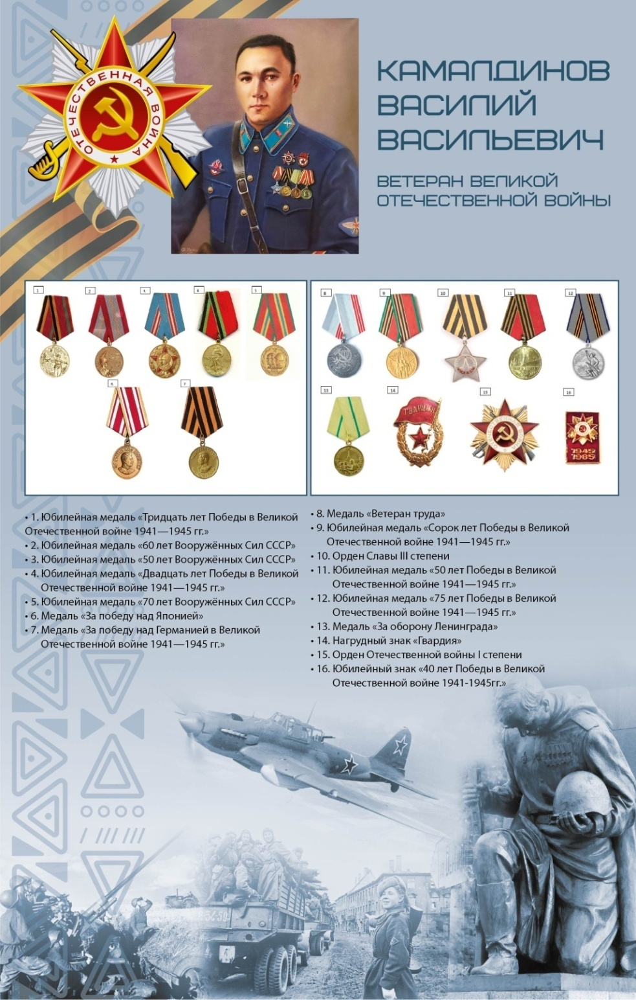 ОТЕЧЕСТВЕННАЯ ВОЙНА
КАМАЛДИНОВ
ВАСИЛИЙ
ВАСИЛЬЕВИЧ
ВЕТЕРАН ВЕЛИКОЙ
ОТЕЧЕСТВЕННОЙ ВОЙНЫ
1 2 3 4 5
6 7
8 9 10 11 12
13 14 15 16
ГВАРДИЯ
СССР
1945
1985
• 1. Юбилейная медаль «Тридцать лет Победы в Великой
Отечественной войне 1941—1945 гг.»
• 2. Юбилейная медаль «60 лет Вооружённых Сил СССР»
• 3. Юбилейная медаль «50 лет Вооружённых Сил СССР»
• 4. Юбилейная медаль «Двадцать лет Победы в Великой
Отечественной войне 1941—1945 гг.»
• 5. Юбилейная медаль «70 лет Вооружённых Сил СССР»
• 6. Медаль «За победу над Японией»
• 7. Медаль «За победу над Германией в Великой
Отечественной войне 1941—1945 гг.»
• 8. Медаль «Ветеран труда»
• 9. Юбилейная медаль «Сорок лет Победы в Великой
Отечественной войне 1941—1945 гг.»
• 10. Орден Славы III степени
• 11. Юбилейная медаль «50 лет Победы в Великой
Отечественной войне 1941—1945 гг.»
• 12. Юбилейная медаль «75 лет Победы в Великой
Отечественной войне 1941—1945 гг.»
• 13. Медаль «За оборону Ленинграда»
• 14. Нагрудный знак «Гвардия»
• 15. Орден Отечественной войны I степени
• 16. Юбилейный знак «40 лет Победы в Великой
Отечественной войне 1941-1945гг.»